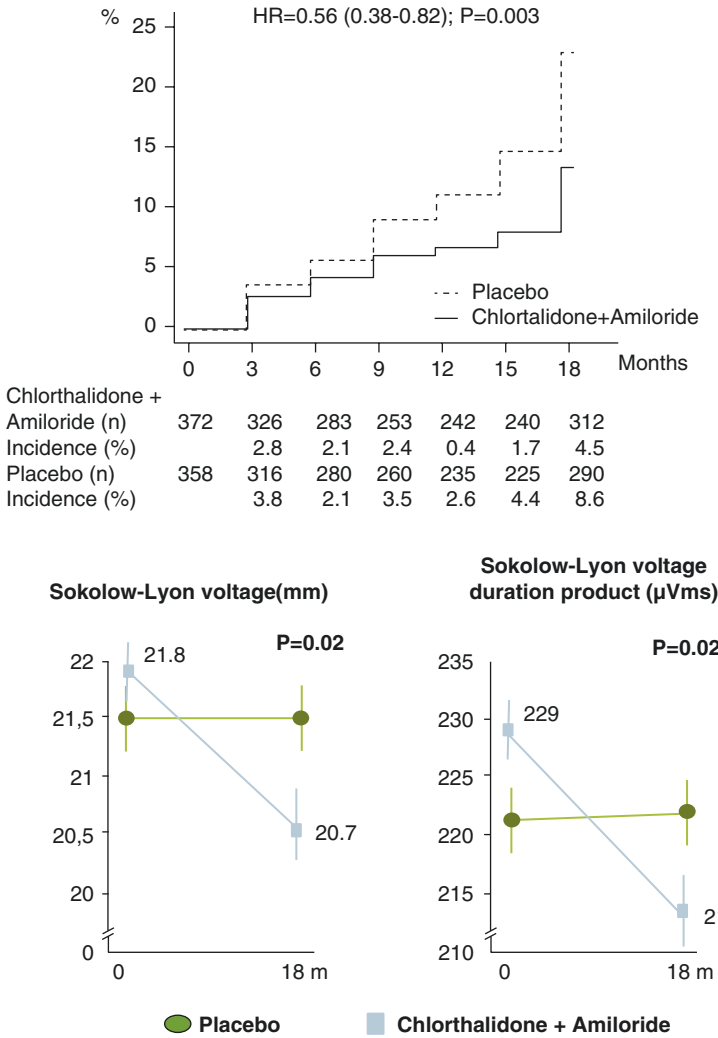 % HR=0.56 (0.38-0.82); P=0.003
25
20
15
10
5
0
Placebo
Chlortalidone+Amiloride
0 3 6 9 12 15 18 Months
Chlorthalidone +
Amiloride (n) 372 326 283 253 242 240 312
Incidence (%) 2.8 2.1 2.4 0.4 1.7 4.5
Placebo (n) 358 316 280 260 235 225 290
Incidence (%) 3.8 2.1 3.5 2.6 4.4 8.6
Sokolow-Lyon voltage(mm)
P=0.02
22
21.8
21,5
21
20,5
20.7
20
0
0 18 m
Sokolow-Lyon voltage
duration product (µVms)
P=0.02
235
230
229
225
220
215
2
210
0 18 m
Placebo Chlorthalidone + Amiloride